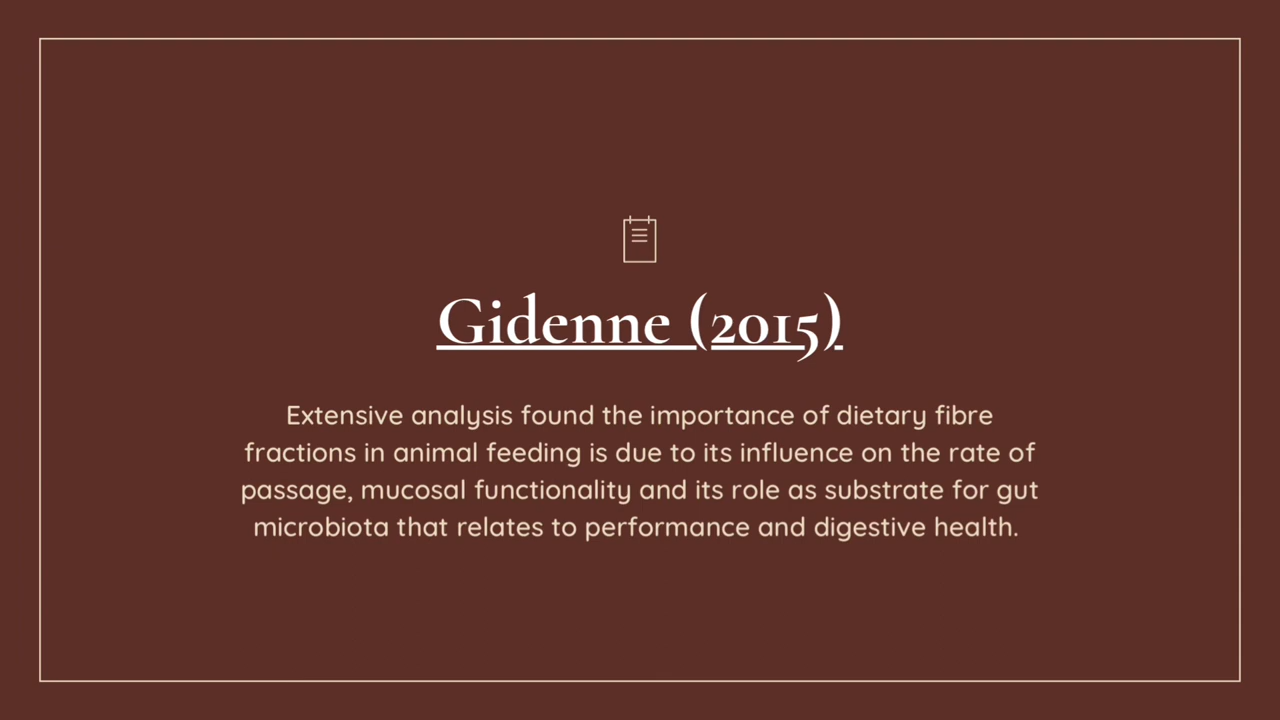 Gidenne (2015)
Extensive analysis found the importance of dietary fibre
fractions in animal feeding is due to its influence on the rate of
passage, mucosal functionality and its role as substrate for gut
microbiota that relates to performance and digestive health.